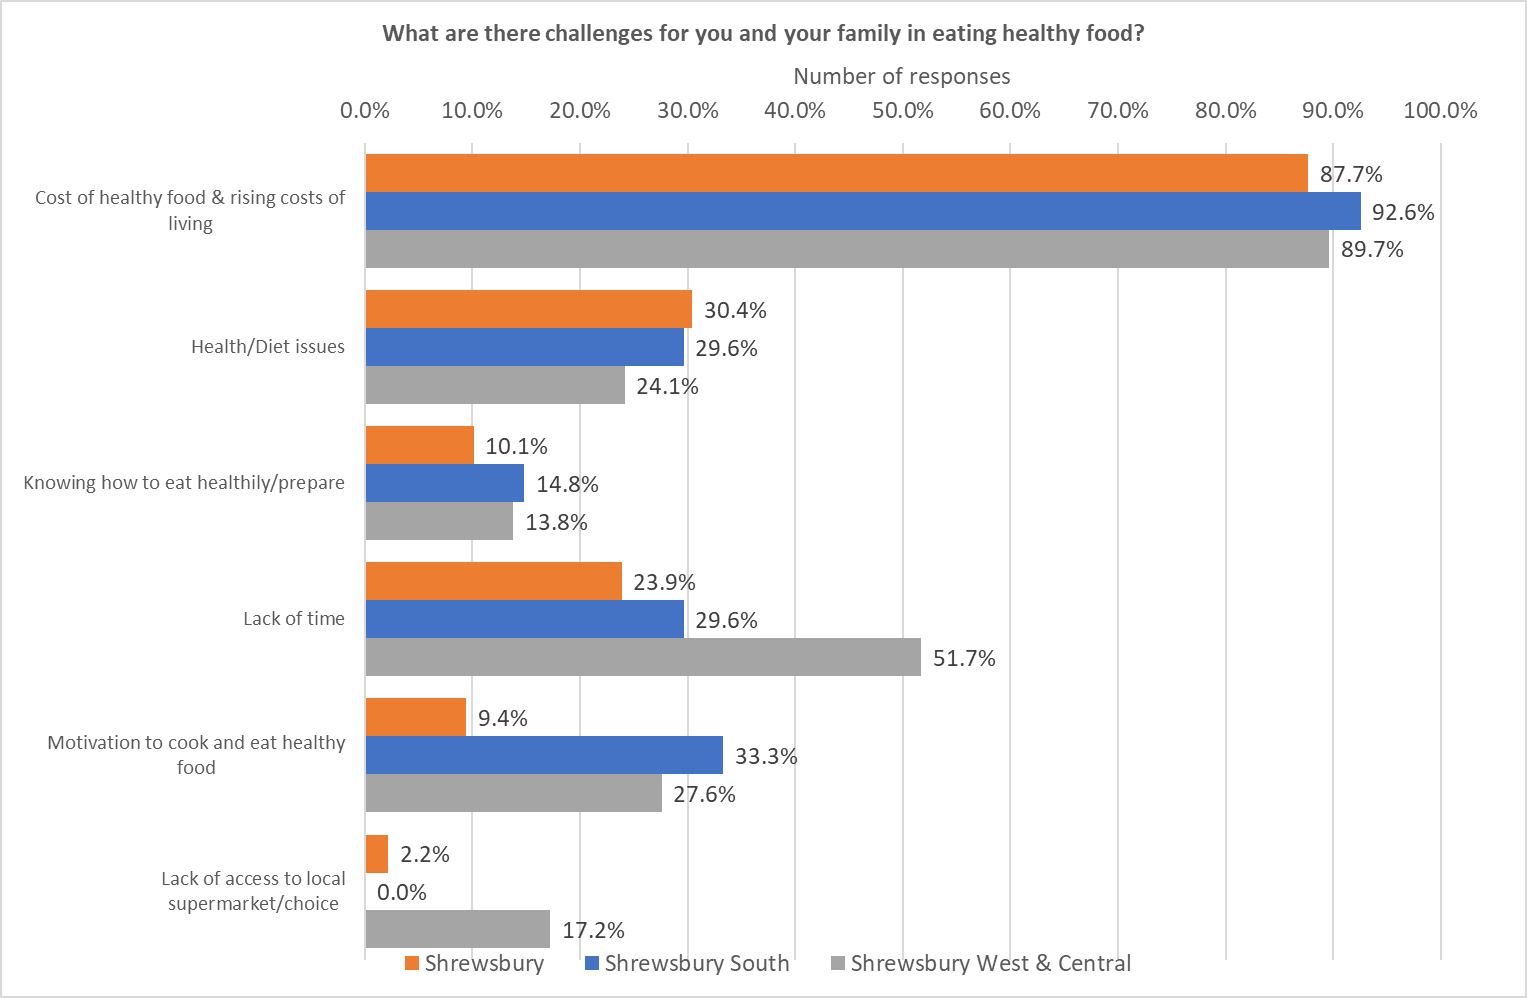 What are there challenges for you and your family in eating healthy food?
Number of responses
0.0% 10.0% 20.0% 30.0% 40.0% 50.0% 60.0% 70.0% 80.0% 90.0% 100.0%
Cost of healthy food & rising costs of
living
87.7%
92.6%
89.7%
Health/Diet issues
30.4%
29.6%
24.1%
Knowing how to eat healthily/prepare
10.1%
14.8%
13.8%
Lack of time
23.9%
29.6%
51.7%
Motivation to cook and eat healthy
food
9.4%
33.3%
27.6%
Lack of access to local
supermarket/choice
2.2%
0.0%
17.2%
Shrewsbury Shrewsbury South Shrewsbury West & Central